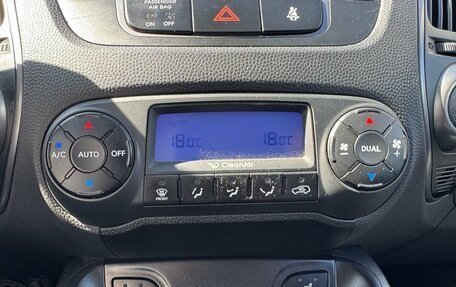 PASSENGER
AIR BAG
ON OFF
AUTO
18.0°C 18.0°C
CleanAir
A/C AUTO OFF
DUAL
FRONT